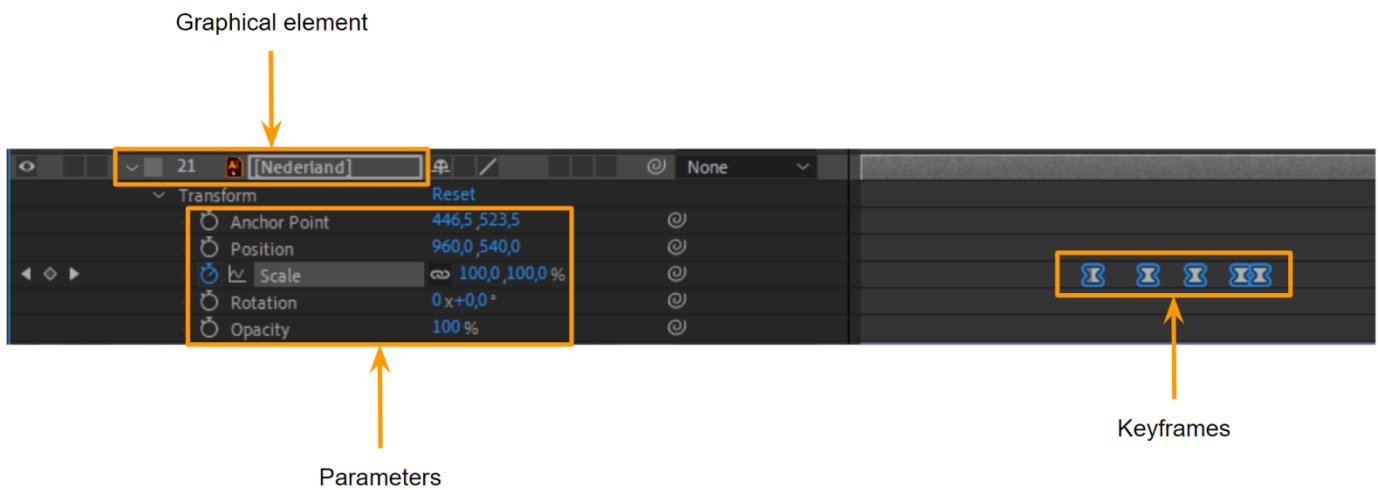 Graphical element
21 Ai [Nederland] None
Transform Reset
Anchor Point 446,5 ,523,5
Position 960,0 ,540,0
Scale 100,0 ,100,0 %
Rotation 0 x+0,0 °
Opacity 100 %
Keyframes
Parameters